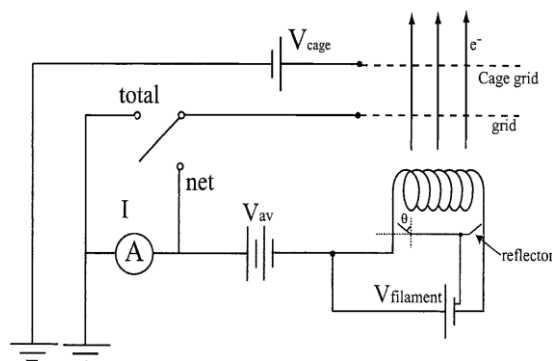 V cage
e-
Cage grid
total
grid
net
I
V av
A
θ
reflector
V filament